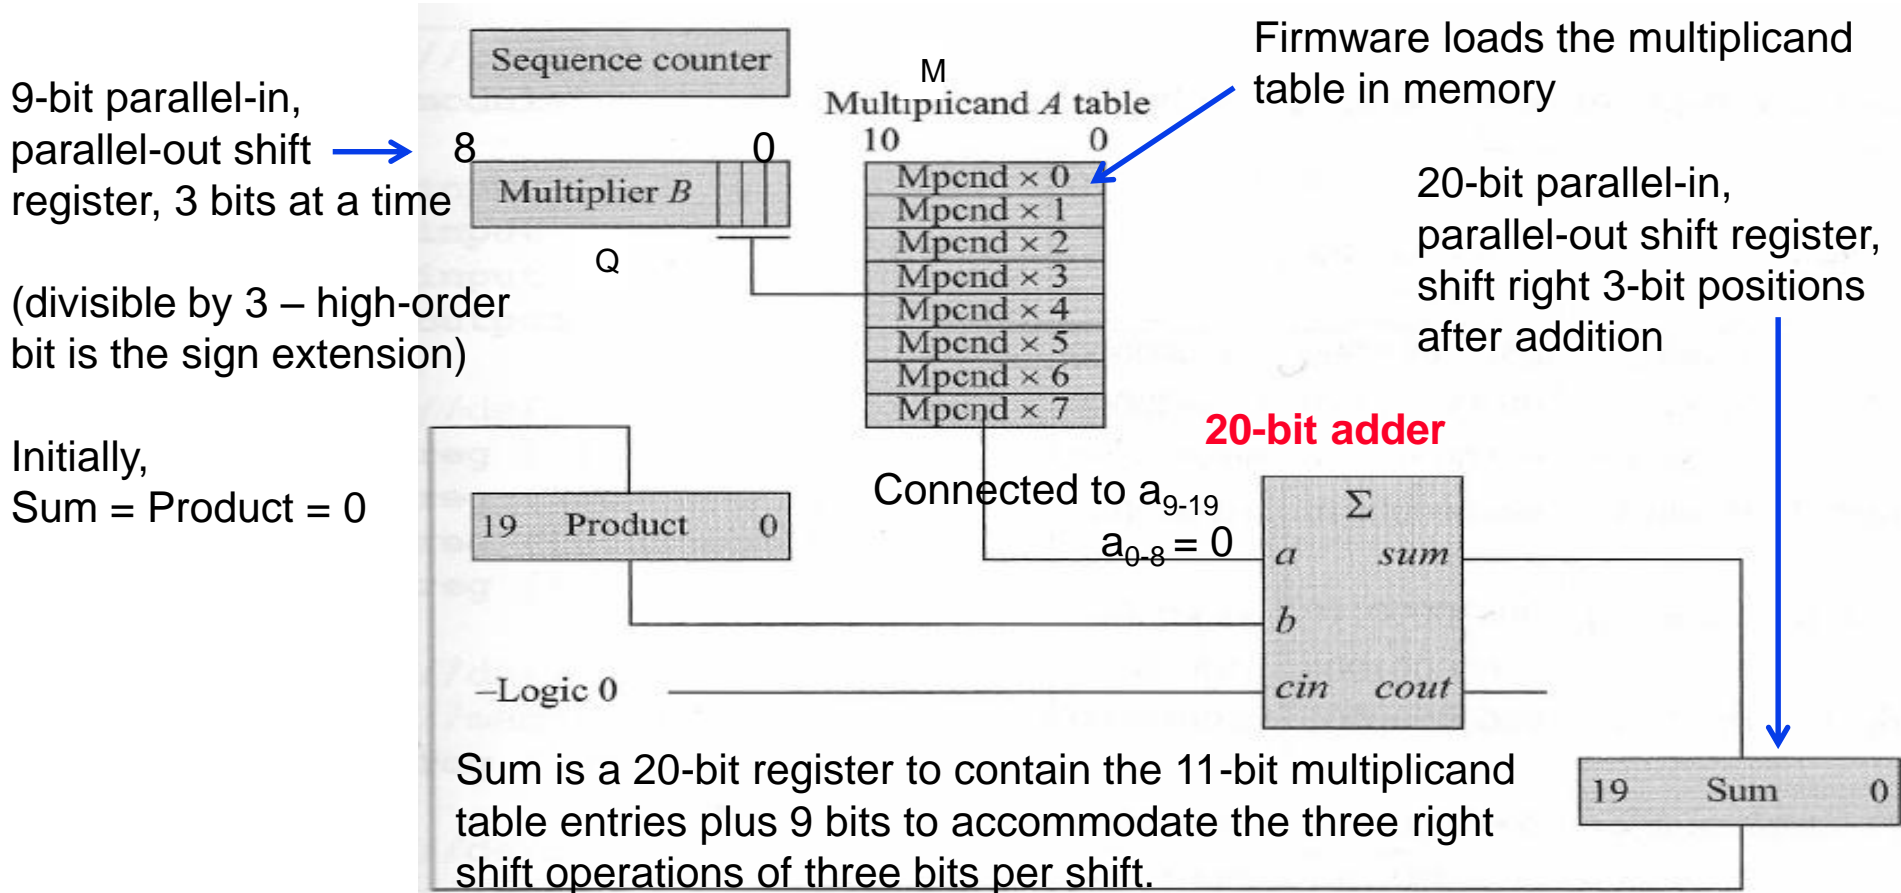 Sequence counter
M
Multiplicand A table
10 0
Firmware loads the multiplicand
table in memory
9-bit parallel-in,
parallel-out shift
register, 3 bits at a time
(divisible by 3 – high-order
bit is the sign extension)
Initially,
Sum = Product = 0
8 0
Multiplier B
Q
Mpcnd × 0
Mpcnd × 1
Mpcnd × 2
Mpcnd × 3
Mpcnd × 4
Mpcnd × 5
Mpcnd × 6
Mpcnd × 7
20-bit parallel-in,
parallel-out shift register,
shift right 3-bit positions
after addition
20-bit adder
19 Product 0
Connected to a9-19
a0-8 = 0
Σ
a sum
b
cin cout
–Logic 0
19 Sum 0
Sum is a 20-bit register to contain the 11-bit multiplicand
table entries plus 9 bits to accommodate the three right
shift operations of three bits per shift.